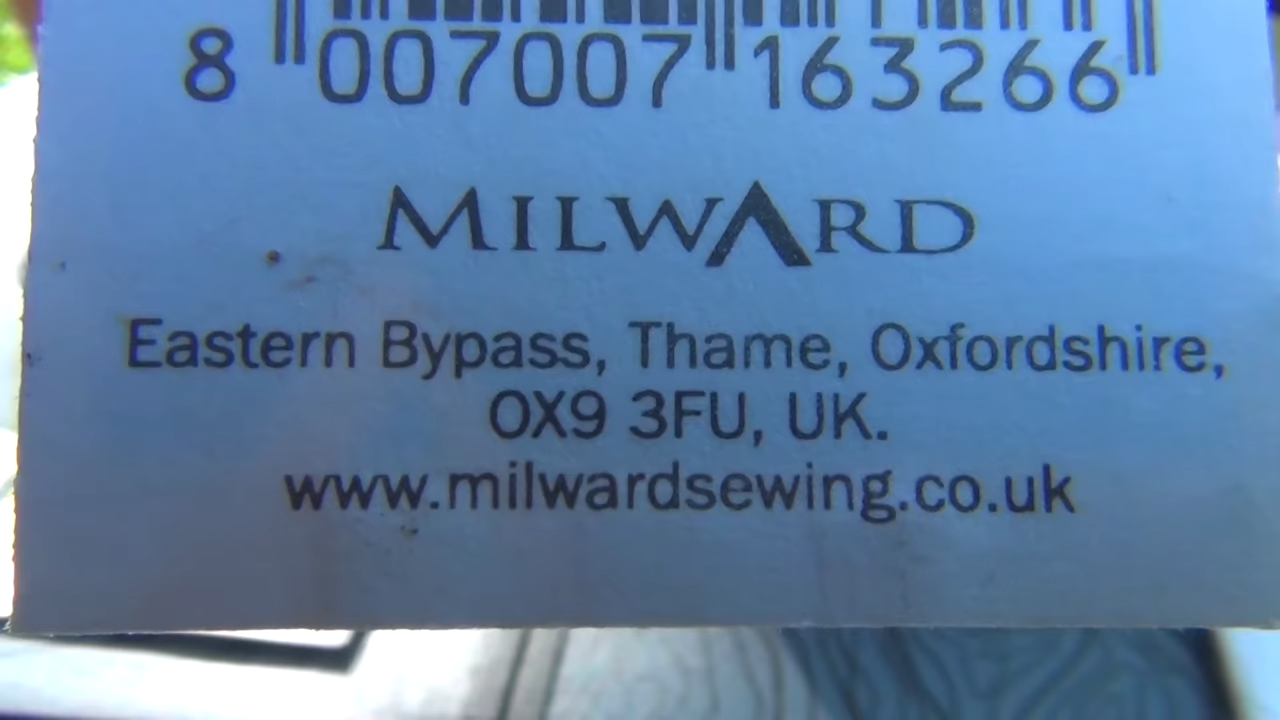 8 007007 163266
MILWARD
Eastern Bypass, Thame, Oxfordshire,
OX9 3FU, UK.
www.milwardsewing.co.uk